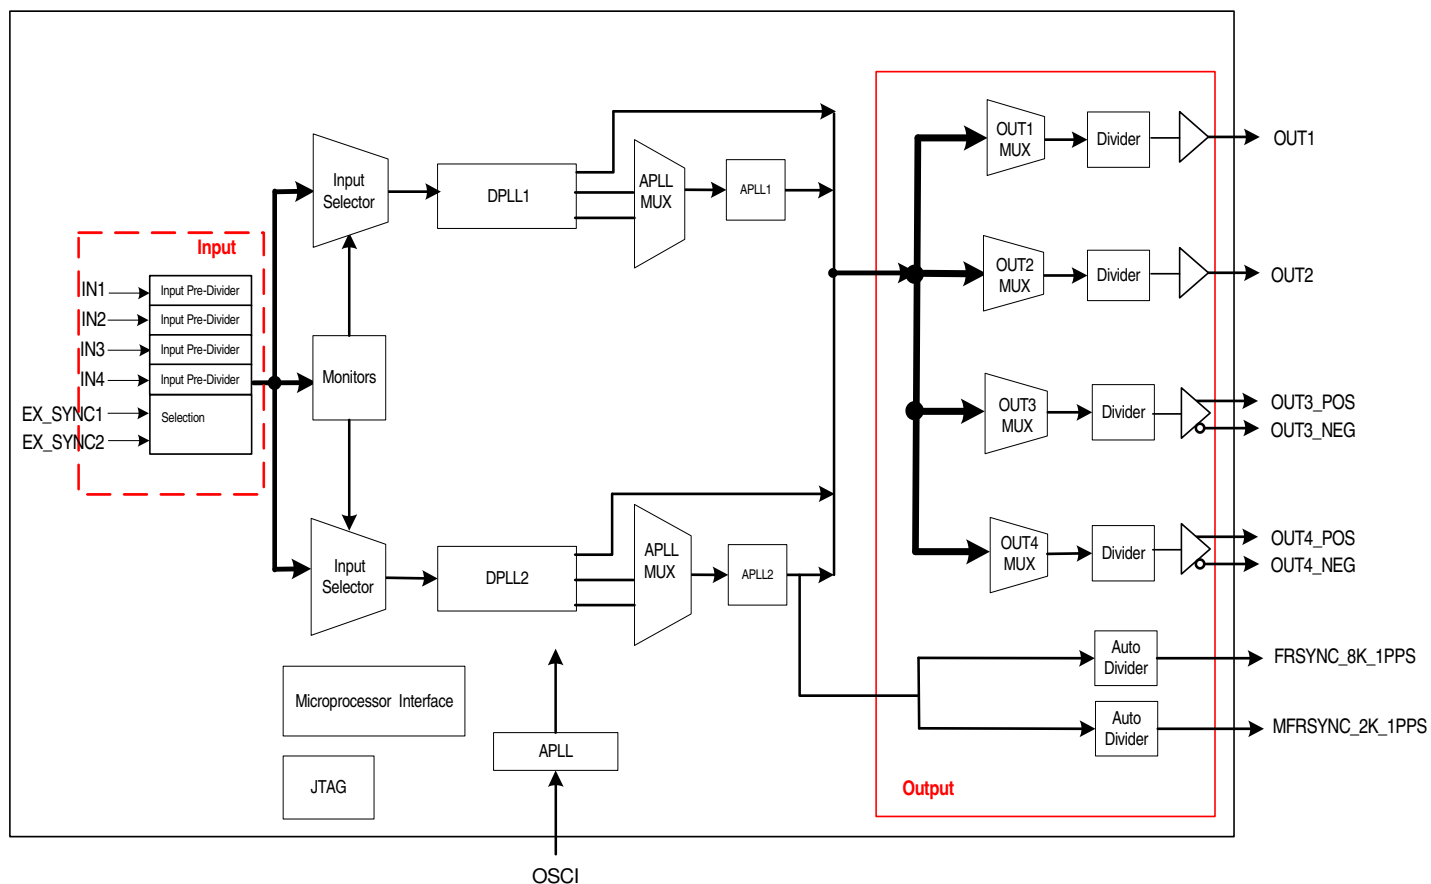 Input
IN1
Input Pre-Divider
IN2
Input Pre-Divider
IN3
Input Pre-Divider
IN4
Input Pre-Divider
EX_SYNC1
EX_SYNC2
Selection
Input
Selector
Monitors
Input
Selector
DPLL1
APLL
MUX
APLL1
DPLL2
APLL
MUX
APLL2
Microprocessor Interface
JTAG
APLL
OSCI
OUT1
MUX
Divider
OUT1
OUT2
MUX
Divider
OUT2
OUT3
MUX
Divider
OUT3_POS
OUT3_NEG
OUT4
MUX
Divider
OUT4_POS
OUT4_NEG
Auto
Divider
FRSYNC_8K_1PPS
Auto
Divider
MFRSYNC_2K_1PPS
Output